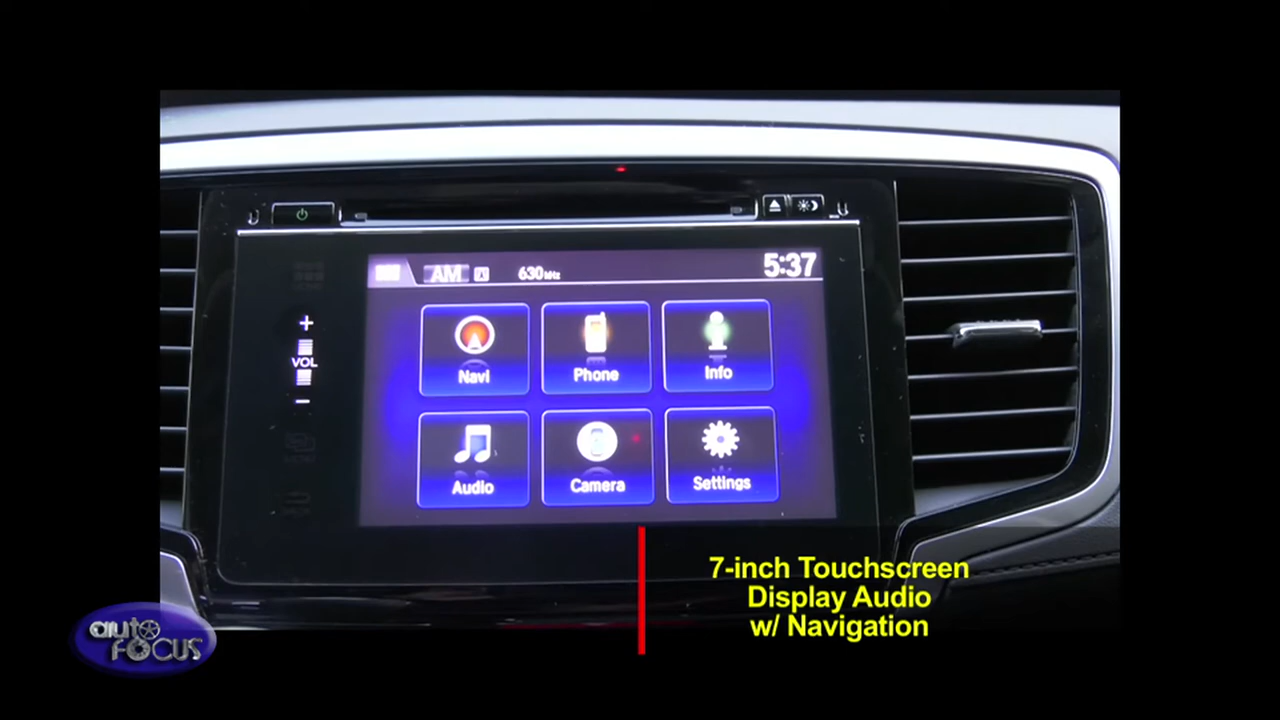 AM 630 MHz 5:37
+
VOL
−
Navi Phone Info
Audio Camera Settings
7-inch Touchscreen
Display Audio
w/ Navigation
auto
FOCUS